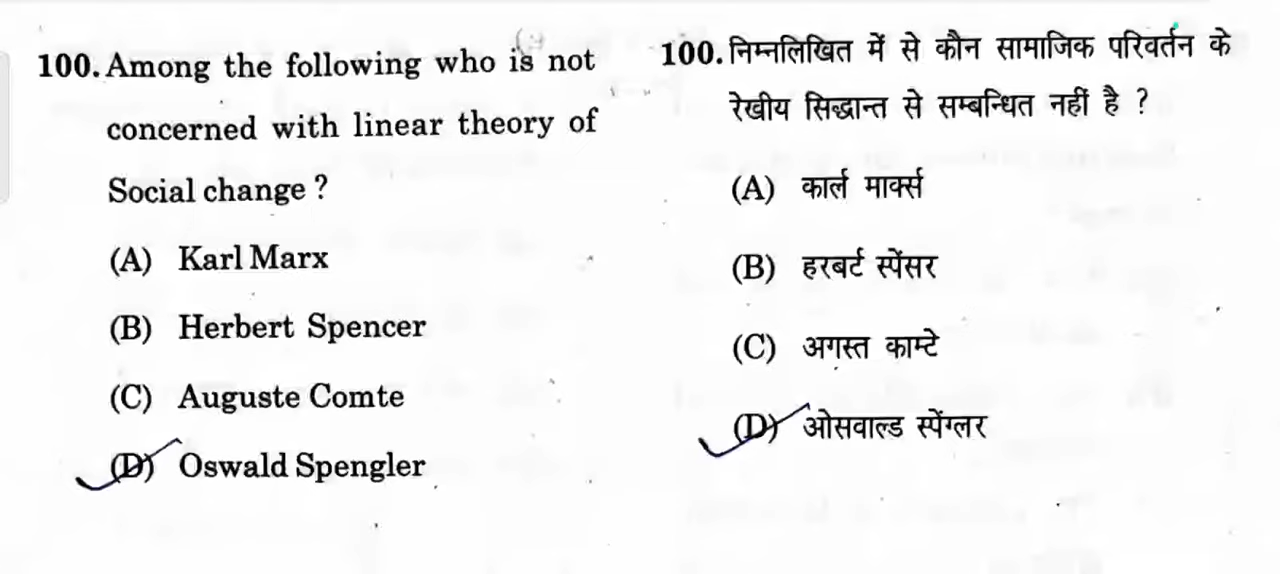 100. Among the following who is not
concerned with linear theory of
Social change ?
(A) Karl Marx
(B) Herbert Spencer
(C) Auguste Comte
(D) Oswald Spengler
100. निम्नलिखित में से कौन सामाजिक परिवर्तन के
रेखीय सिद्धान्त से सम्बन्धित नहीं है ?
(A) कार्ल मार्क्स
(B) हरबर्ट स्पेंसर
(C) अगस्त काम्टे
(D) ओसवाल्ड स्पेंग्लर